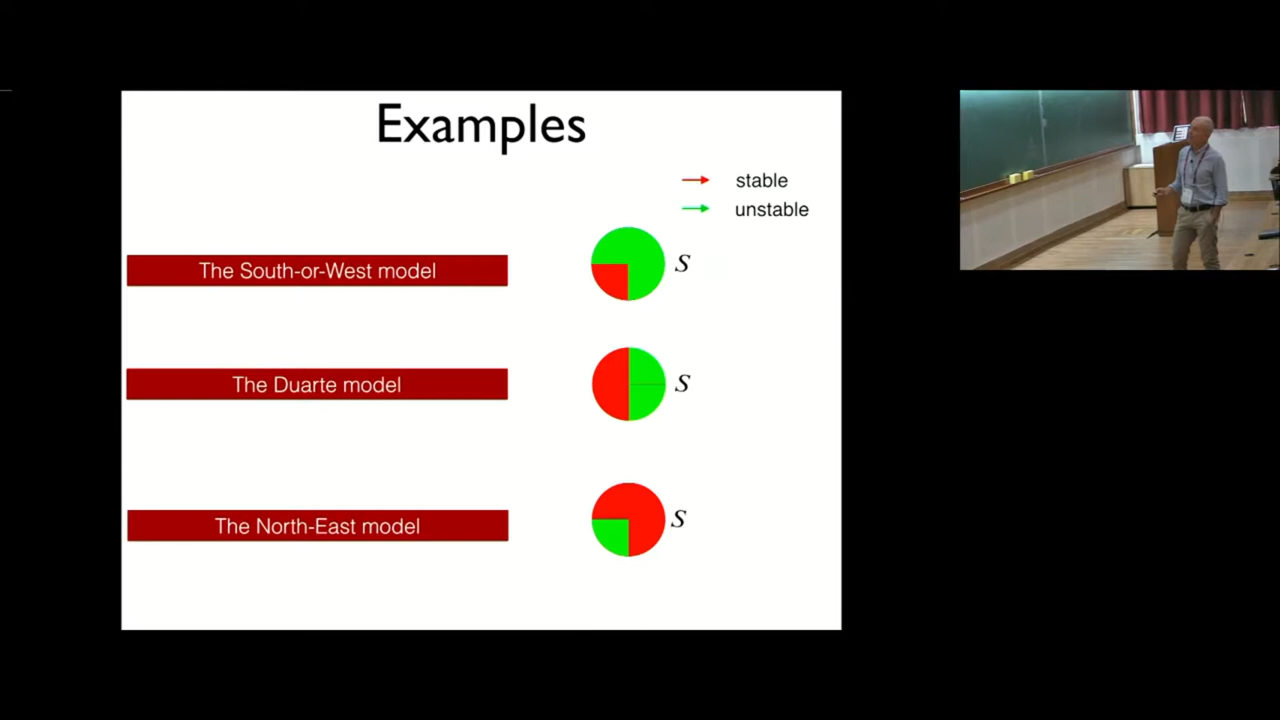 Examples
stable
unstable
The South-or-West model
S
The Duarte model
S
The North-East model
S